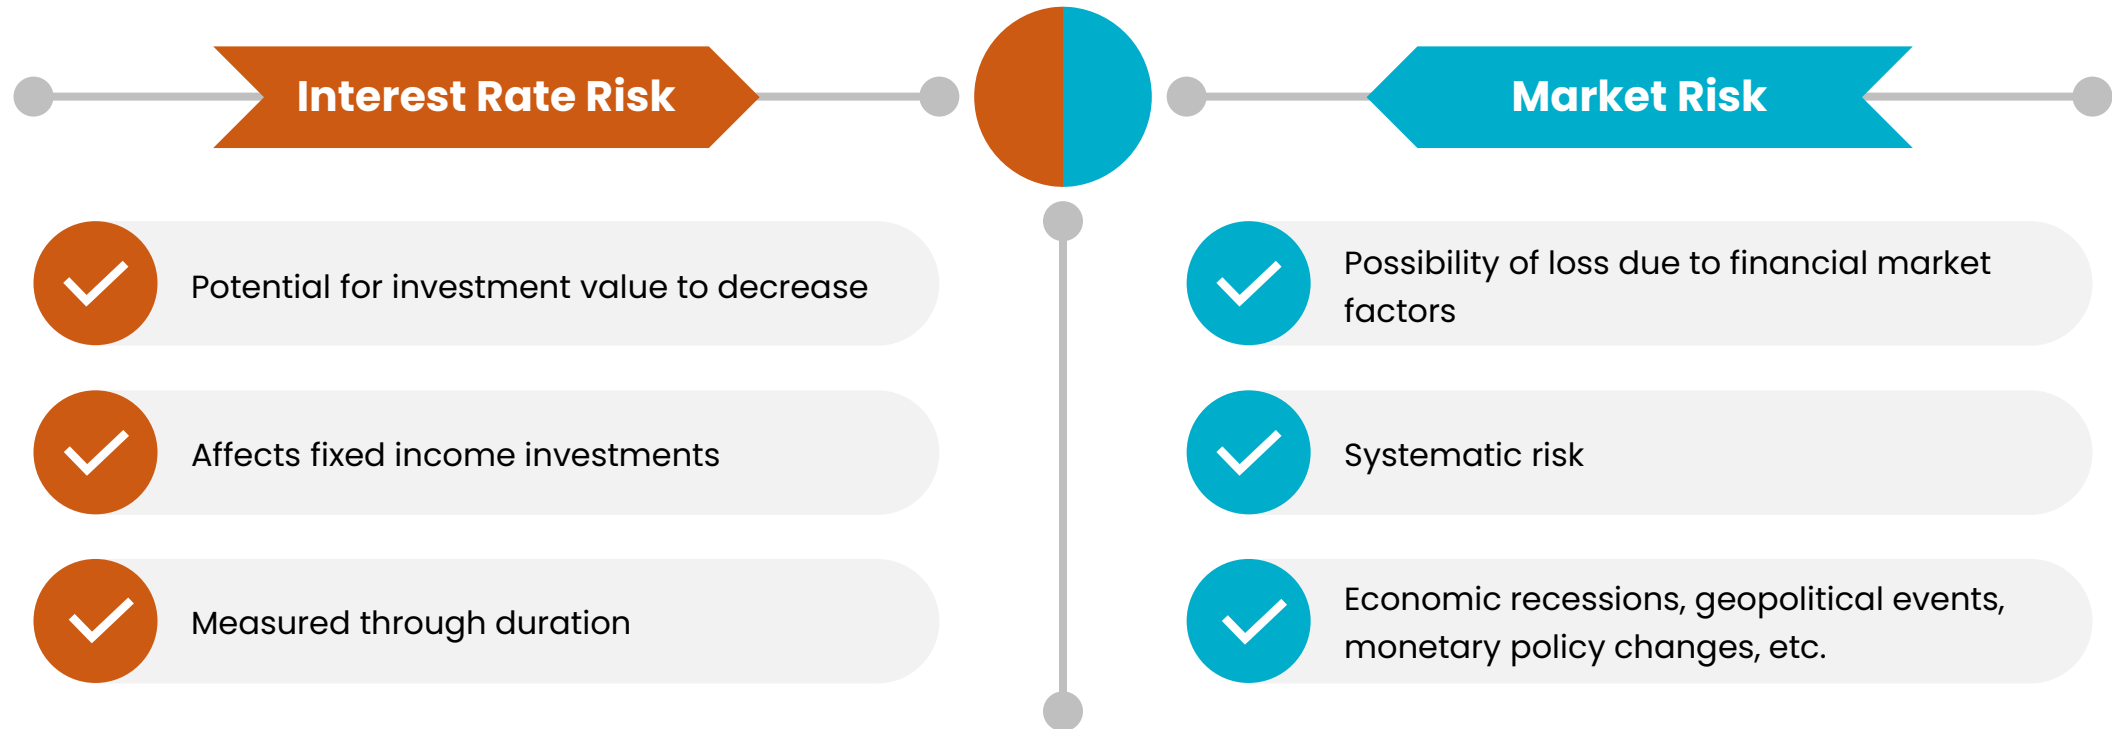 Interest Rate Risk
Potential for investment value to decrease
Affects fixed income investments
Measured through duration
Market Risk
Possibility of loss due to financial market
factors
Systematic risk
Economic recessions, geopolitical events,
monetary policy changes, etc.